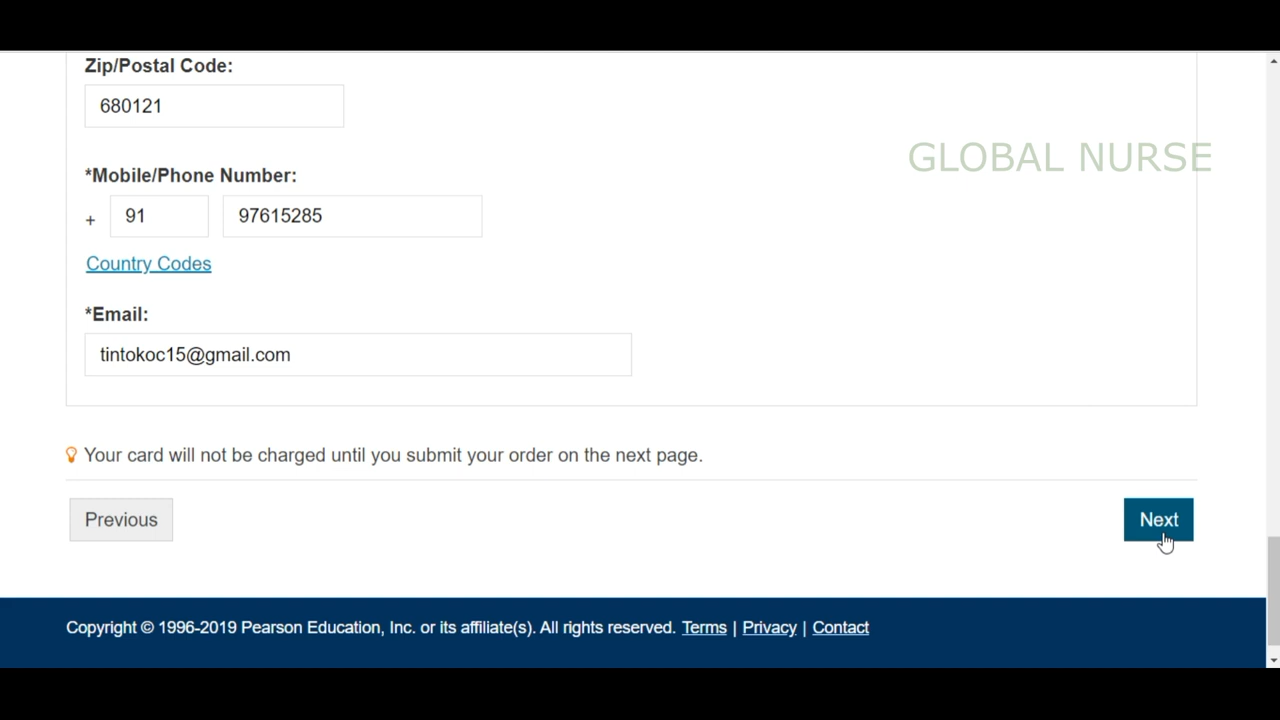 Zip/Postal Code:
680121
GLOBAL NURSE
*Mobile/Phone Number:
+ 91 97615285
Country Codes
*Email:
tintokoc15@gmail.com
Your card will not be charged until you submit your order on the next page.
Previous
Next
Copyright © 1996-2019 Pearson Education, Inc. or its affiliate(s). All rights reserved. Terms | Privacy | Contact